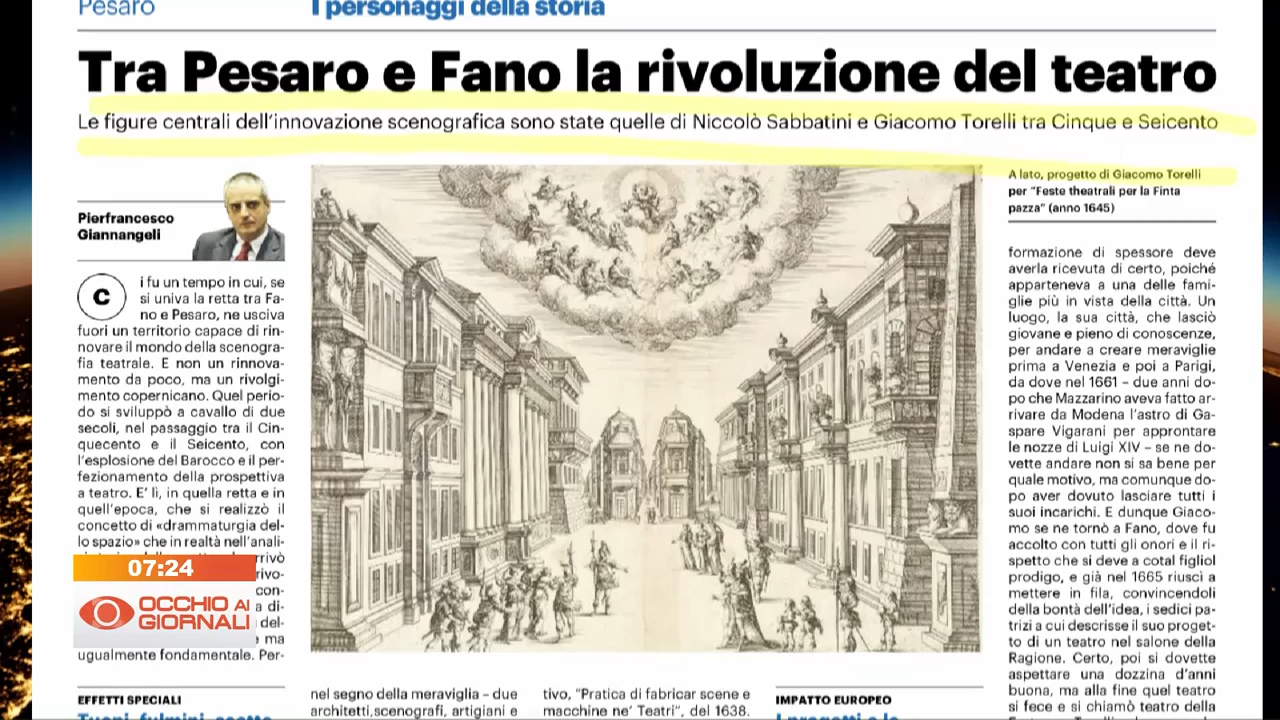 Pesaro
I personaggi della storia
Tra Pesaro e Fano la rivoluzione del teatro
Le figure centrali dell'innovazione scenografica sono state quelle di Niccolò Sabbatini e Giacomo Torelli tra Cinque e Seicento
Pierfrancesco
Giannangeli
C
i fu un tempo in cui, se
si univa la retta tra Fa-
no e Pesaro, ne usciva
fuori un territorio capace di rin-
novare il mondo della scenogra-
fia teatrale. E non un rinnova-
mento da poco, ma un rivolgi-
mento copernicano. Quel perio-
do si sviluppò a cavallo di due
secoli, nel passaggio tra il Cin-
quecento e il Seicento, con
l'esplosione del Barocco e il per-
fezionamento della prospettiva
a teatro. E' lì, in quella retta e in
quell'epoca, che si realizzò il
concetto di «drammaturgia del-
lo spazio» che in realtà nell'anali-
rrivò
rivo-
con-
a di-
del-
ma
ugualmente fondamentale. Per-
07:24
OCCHIO AI
GIORNALI
EFFETTI SPECIALI
nel segno della meraviglia – due
architetti,scenografi, artigiani e
tivo, "Pratica di fabricar scene e
macchine ne' Teatri", del 1638.
IMPATTO EUROPEO
I progetti e le
A lato, progetto di Giacomo Torelli
per "Feste theatrali per la Finta
pazza" (anno 1645)
formazione di spessore deve
averla ricevuta di certo, poiché
apparteneva a una delle fami-
glie più in vista della città. Un
luogo, la sua città, che lasciò
giovane e pieno di conoscenze,
per andare a creare meraviglie
prima a Venezia e poi a Parigi,
da dove nel 1661 – due anni do-
po che Mazzarino aveva fatto ar-
rivare da Modena l'astro di Ga-
spare Vigarani per approntare
le nozze di Luigi XIV – se ne do-
vette andare non si sa bene per
quale motivo, ma comunque do-
po aver dovuto lasciare tutti i
suoi incarichi. E dunque Giaco-
mo se ne tornò a Fano, dove fu
accolto con tutti gli onori e il ri-
spetto che si deve a cotal figliol
prodigo, e già nel 1665 riuscì a
mettere in fila, convincendoli
della bontà dell'idea, i sedici pa-
trizi a cui descrisse il suo proget-
to di un teatro nel salone della
Ragione. Certo, poi si dovette
aspettare una dozzina d'anni
buona, ma alla fine quel teatro
si fece e si chiamò teatro della